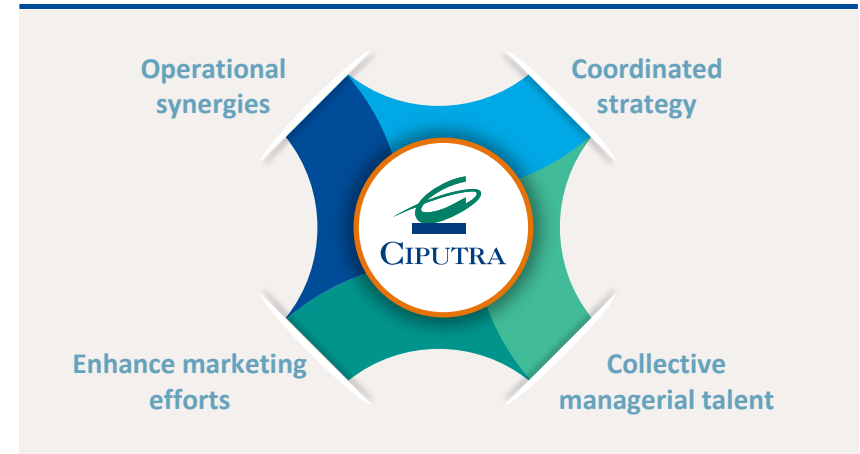 Operational
synergies
Coordinated
strategy
CIPUTRA
Enhance marketing
efforts
Collective
managerial talent